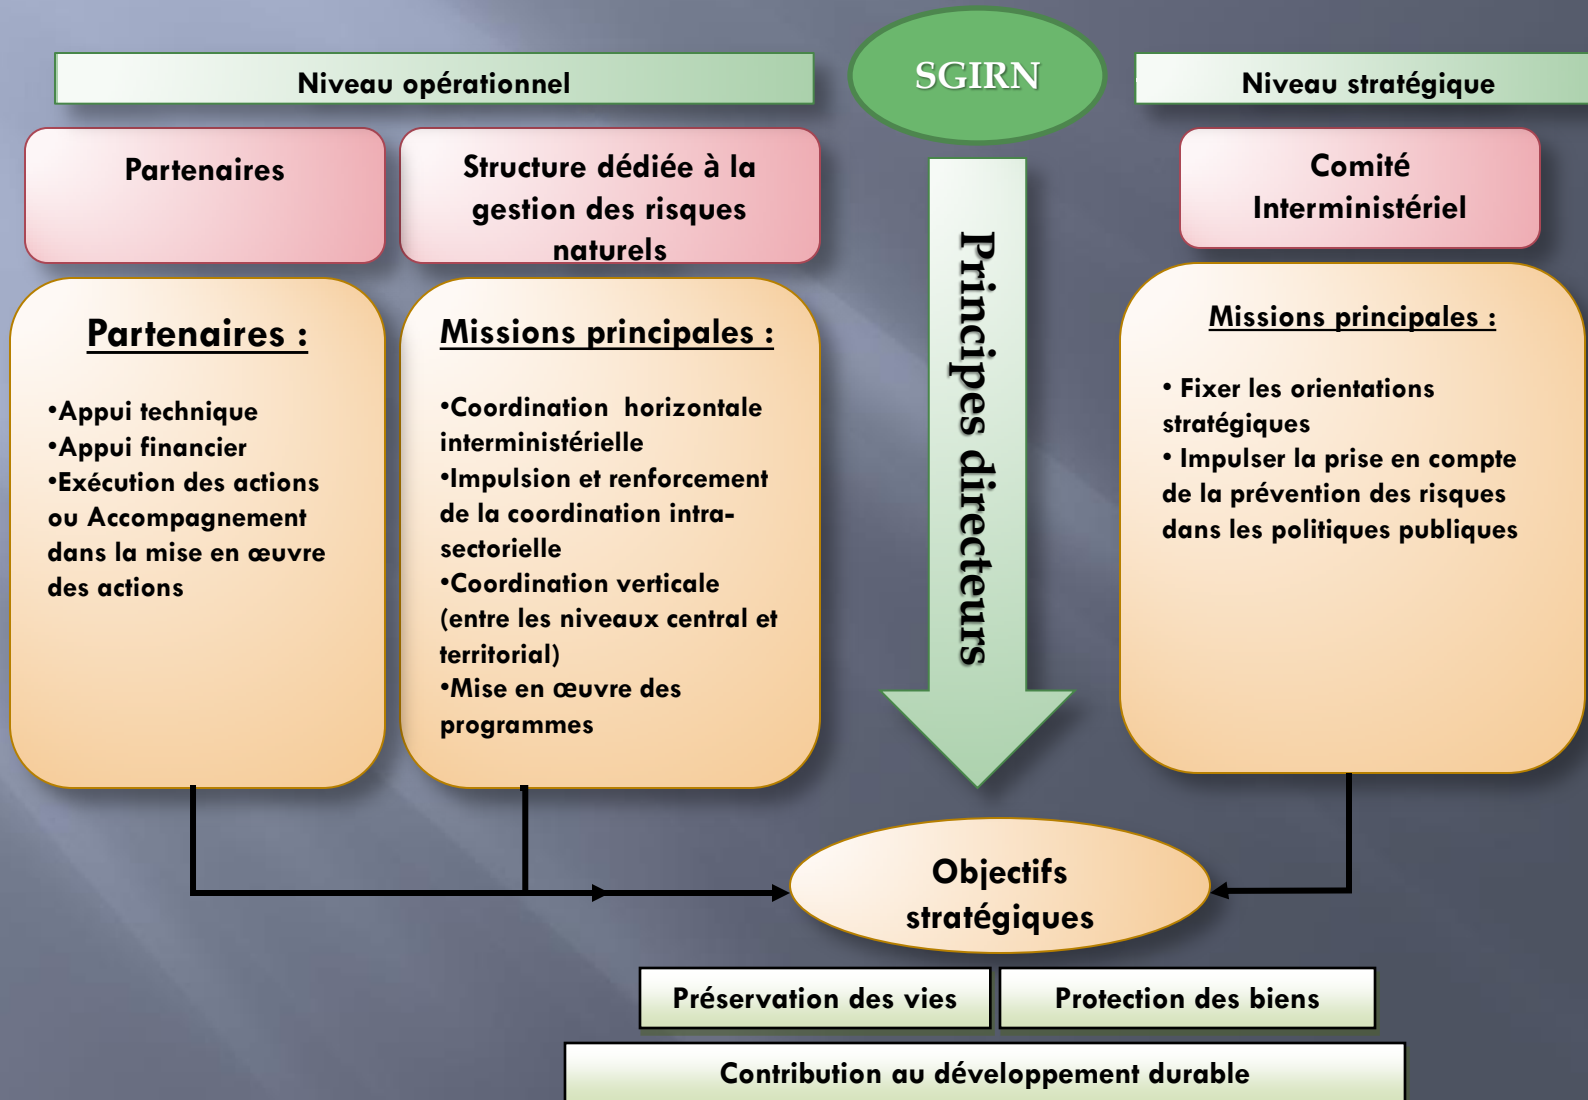 Niveau opérationnel
SGIRN
Niveau stratégique
Partenaires
Structure dédiée à la
gestion des risques
naturels
Comité
Interministériel
Partenaires :
•Appui technique
•Appui financier
•Exécution des actions
ou Accompagnement
dans la mise en œuvre
des actions
Missions principales :
•Coordination horizontale
interministérielle
•Impulsion et renforcement
de la coordination intra-
sectorielle
•Coordination verticale
(entre les niveaux central et
territorial)
•Mise en œuvre des
programmes
Principes directeurs
Missions principales :
• Fixer les orientations
stratégiques
• Impulser la prise en compte
de la prévention des risques
dans les politiques publiques
Objectifs
stratégiques
Préservation des vies
Protection des biens
Contribution au développement durable